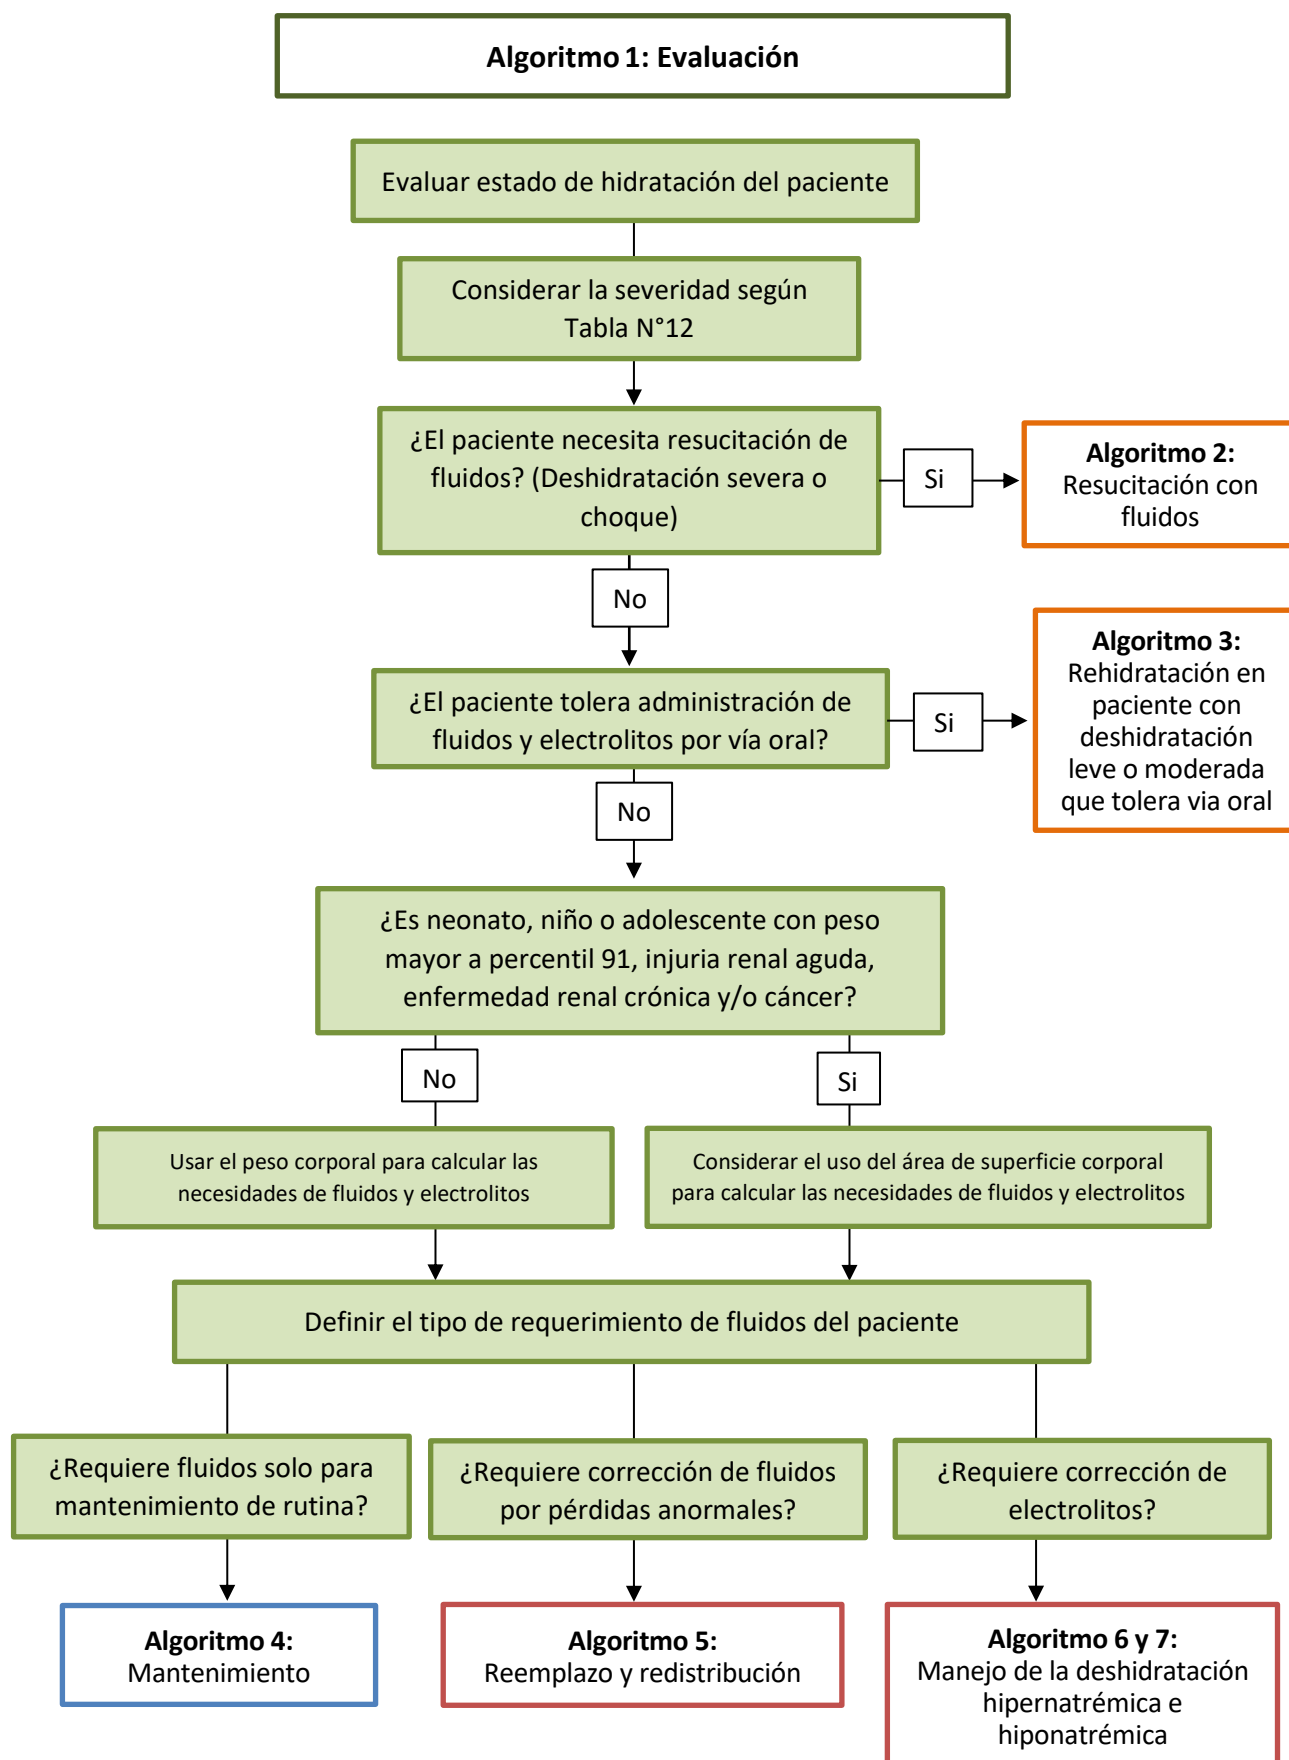 Algoritmo 1: Evaluación
Evaluar estado de hidratación del paciente
Considerar la severidad según
Tabla N°12
¿El paciente necesita resucitación de
fluidos? (Deshidratación severa o
choque)
Si
Algoritmo 2:
Resucitación con
fluidos
No
¿El paciente tolera administración de
fluidos y electrolitos por vía oral?
Si
Algoritmo 3:
Rehidratación en
paciente con
deshidratación
leve o moderada
que tolera via oral
No
¿Es neonato, niño o adolescente con peso
mayor a percentil 91, injuria renal aguda,
enfermedad renal crónica y/o cáncer?
No
Si
Usar el peso corporal para calcular las
necesidades de fluidos y electrolitos
Considerar el uso del área de superficie corporal
para calcular las necesidades de fluidos y electrolitos
Definir el tipo de requerimiento de fluidos del paciente
¿Requiere fluidos solo para
mantenimiento de rutina?
¿Requiere corrección de fluidos
por pérdidas anormales?
¿Requiere corrección de
electrolitos?
Algoritmo 4:
Mantenimiento
Algoritmo 5:
Reemplazo y redistribución
Algoritmo 6 y 7:
Manejo de la deshidratación
hipernatrémica e
hiponatrémica